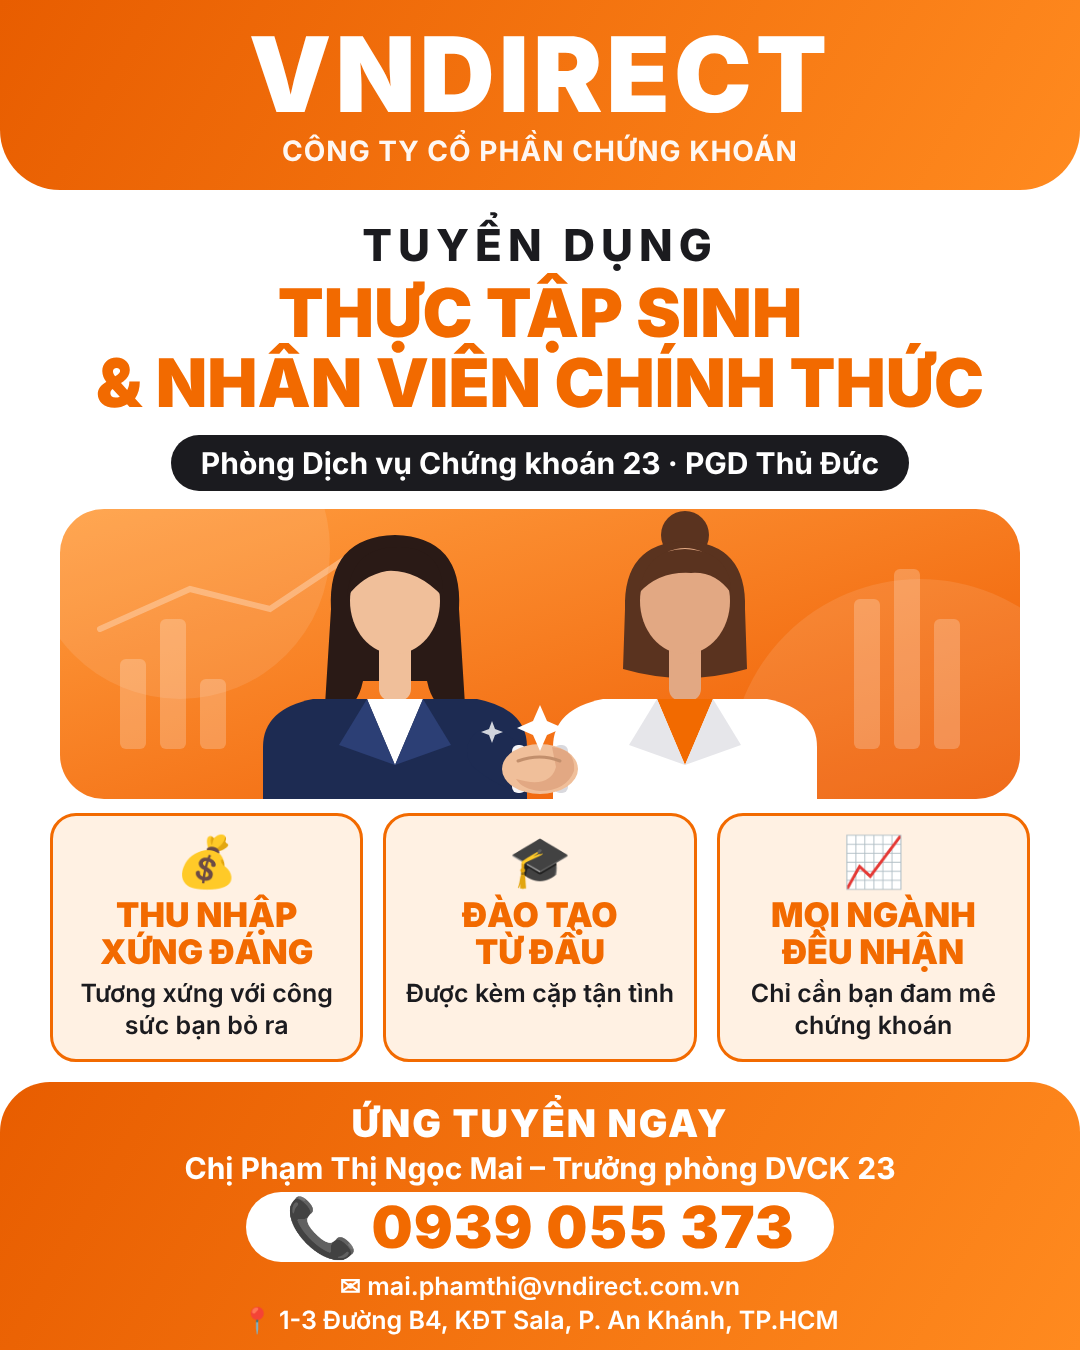 VNDIRECT
CÔNG TY CỔ PHẦN CHỨNG KHOÁN
TUYỂN DỤNG
THỰC TẬP SINH
& NHÂN VIÊN CHÍNH THỨC
Phòng Dịch vụ Chứng khoán 23 · PGD Thủ Đức
THU NHẬP
XỨNG ĐÁNG
Tương xứng với công
sức bạn bỏ ra
ĐÀO TẠO
TỪ ĐẦU
Được kèm cặp tận tình
MỌI NGÀNH
ĐỀU NHẬN
Chỉ cần bạn đam mê
chứng khoán
ỨNG TUYỂN NGAY
Chị Phạm Thị Ngọc Mai – Trưởng phòng DVCK 23
0939 055 373
mai.phamthi@vndirect.com.vn
1-3 Đường B4, KĐT Sala, P. An Khánh, TP.HCM